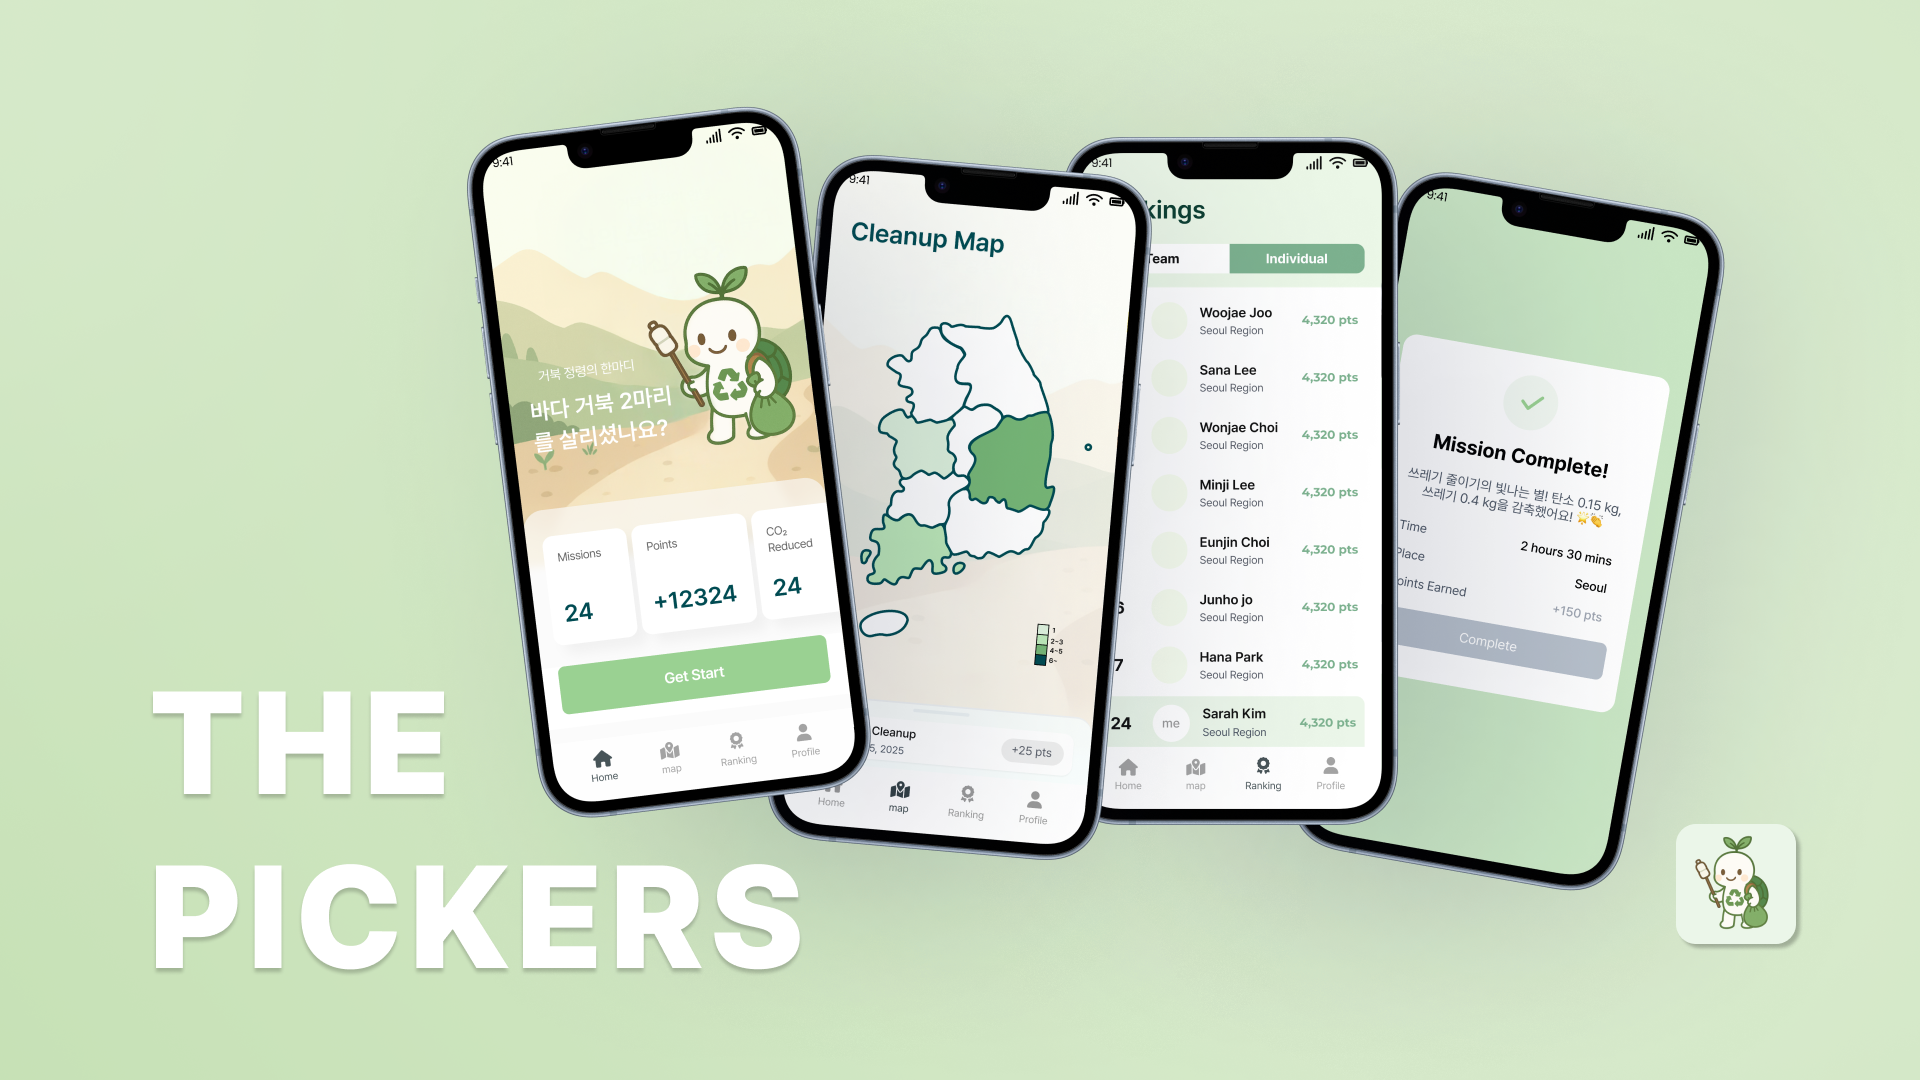 9:41
거북 정령의 한마디
바다 거북 2마리
를 살리셨나요?
Missions
24
Points
+12324
CO₂
Reduced
24
Get Start
Home
map
Ranking
Profile
9:41
Cleanup Map
1
2~3
4~5
6~
Cleanup
5, 2025
+25 pts
Home
map
Ranking
Profile
9:41
kings
Team
Individual
Woojae Joo
Seoul Region
4,320 pts
Sana Lee
Seoul Region
4,320 pts
Wonjae Choi
Seoul Region
4,320 pts
Minji Lee
Seoul Region
4,320 pts
Eunjin Choi
Seoul Region
4,320 pts
6
Junho jo
Seoul Region
4,320 pts
7
Hana Park
Seoul Region
4,320 pts
24
me
Sarah Kim
Seoul Region
4,320 pts
Home
map
Ranking
Profile
9:41
Mission Complete!
쓰레기 줄이기의 빛나는 별! 탄소 0.15 kg,
쓰레기 0.4 kg을 감축했어요! 🌟👏
Time
2 hours 30 mins
Place
Seoul
oints Earned
+150 pts
Complete
THE
PICKERS